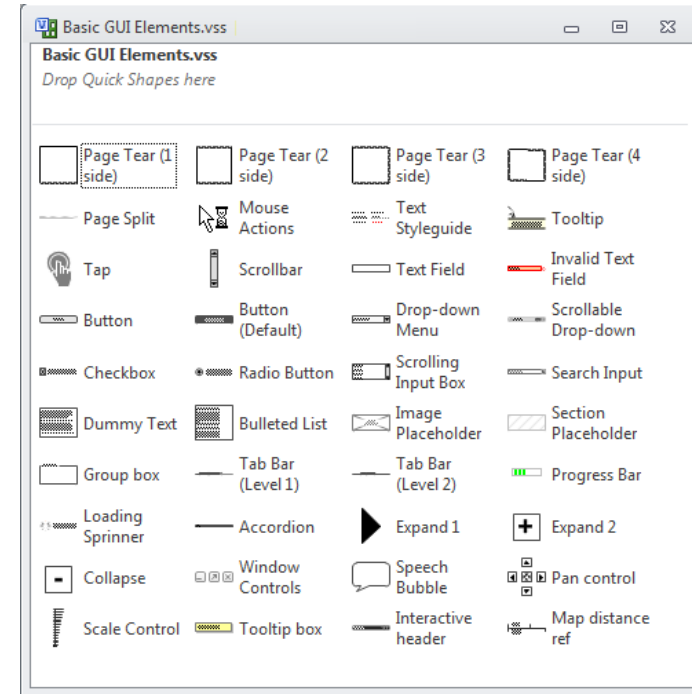 Basic GUI Elements.vss
Basic GUI Elements.vss
Drop Quick Shapes here
Page Tear (1 side)
Page Tear (2 side)
Page Tear (3 side)
Page Tear (4 side)
Page Split
Mouse Actions
Text Styleguide
Tooltip
Tap
Scrollbar
Text Field
Invalid Text Field
Button
Button (Default)
Drop-down Menu
Scrollable Drop-down
Checkbox
Radio Button
Scrolling Input Box
Search Input
Dummy Text
Bulleted List
Image Placeholder
Section Placeholder
Group box
Tab Bar (Level 1)
Tab Bar (Level 2)
Progress Bar
Loading Sprinner
Accordion
Expand 1
Expand 2
Collapse
Window Controls
Speech Bubble
Pan control
Scale Control
Tooltip box
Interactive header
Map distance ref